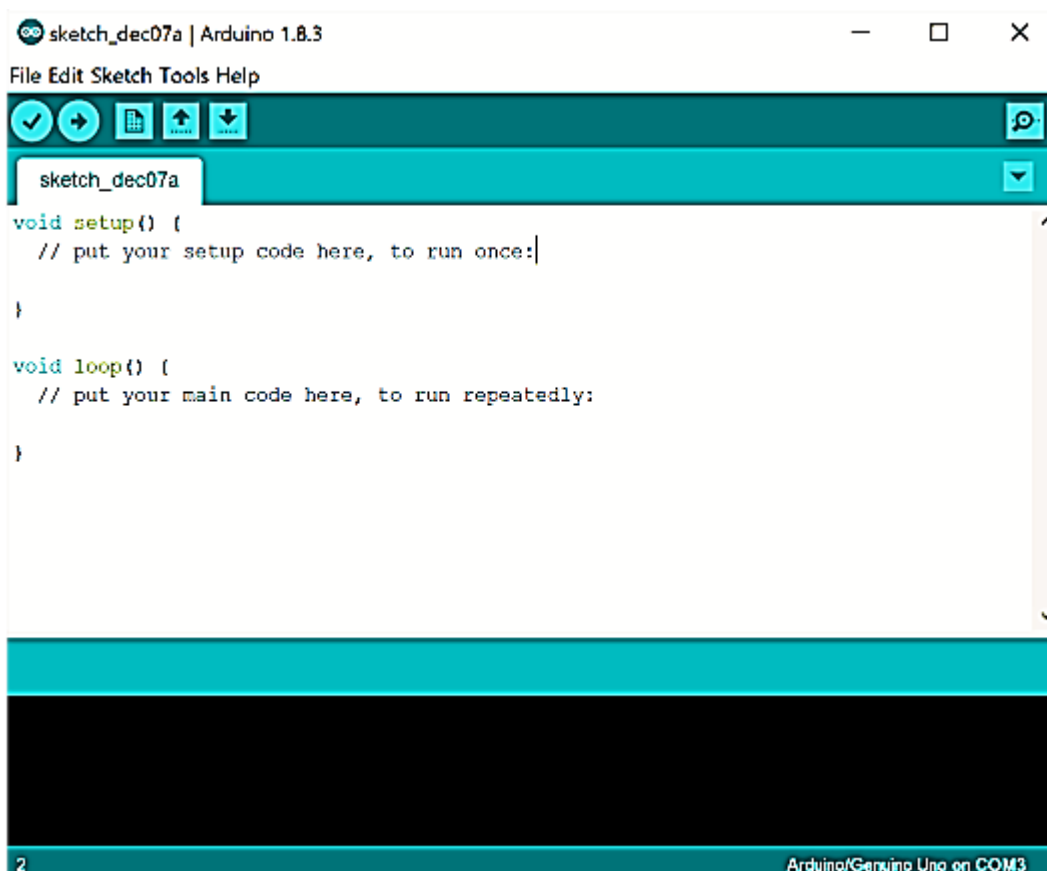 sketch_dec07a | Arduino 1.8.3
File Edit Sketch Tools Help
sketch_dec07a
void setup() {
  // put your setup code here, to run once:
}
void loop() {
  // put your main code here, to run repeatedly:
}
2
Arduino/Genuino Uno on COM3